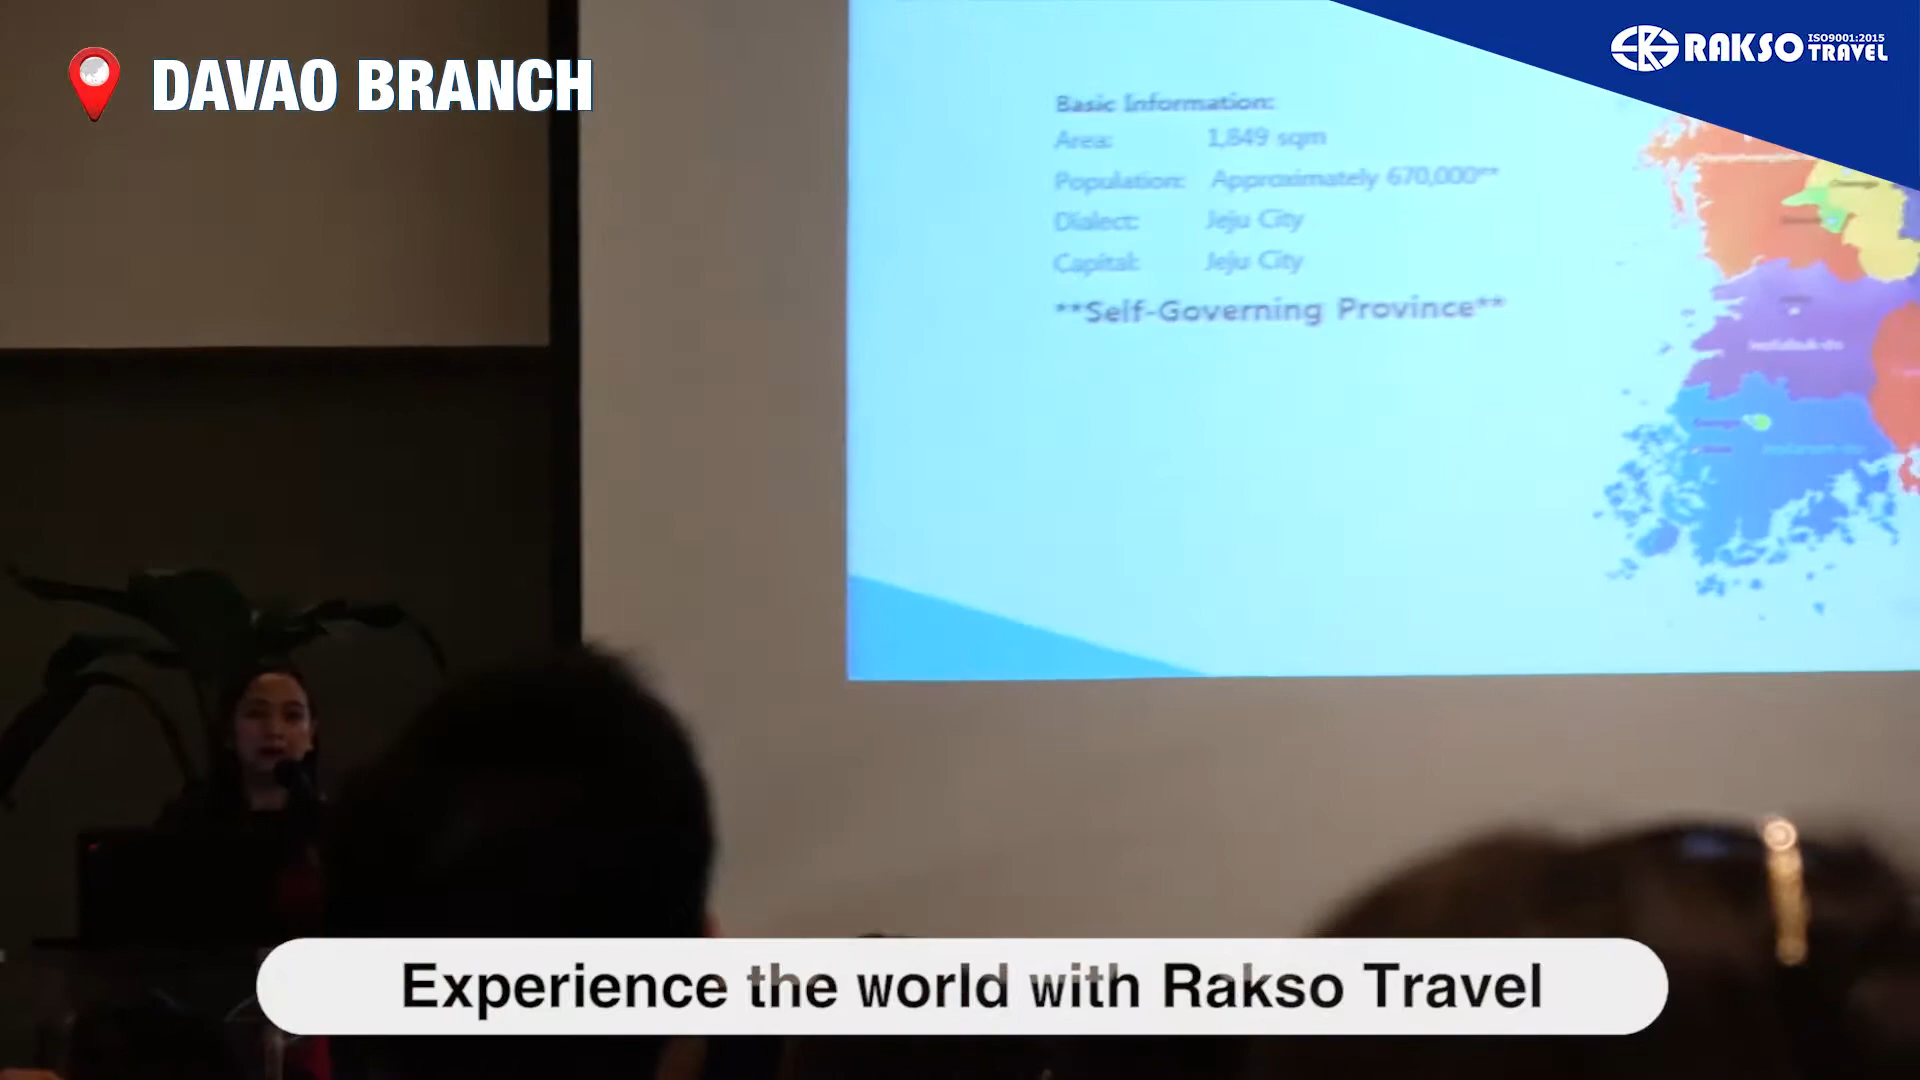 DAVAO BRANCH
RAKSO ISO9001:2015 TRAVEL
Basic Information:
Area: 1,849 sqm
Population: Approximately 670,000**
Dialect: Jeju City
Capital: Jeju City
**Self-Governing Province**
Experience the world with Rakso Travel